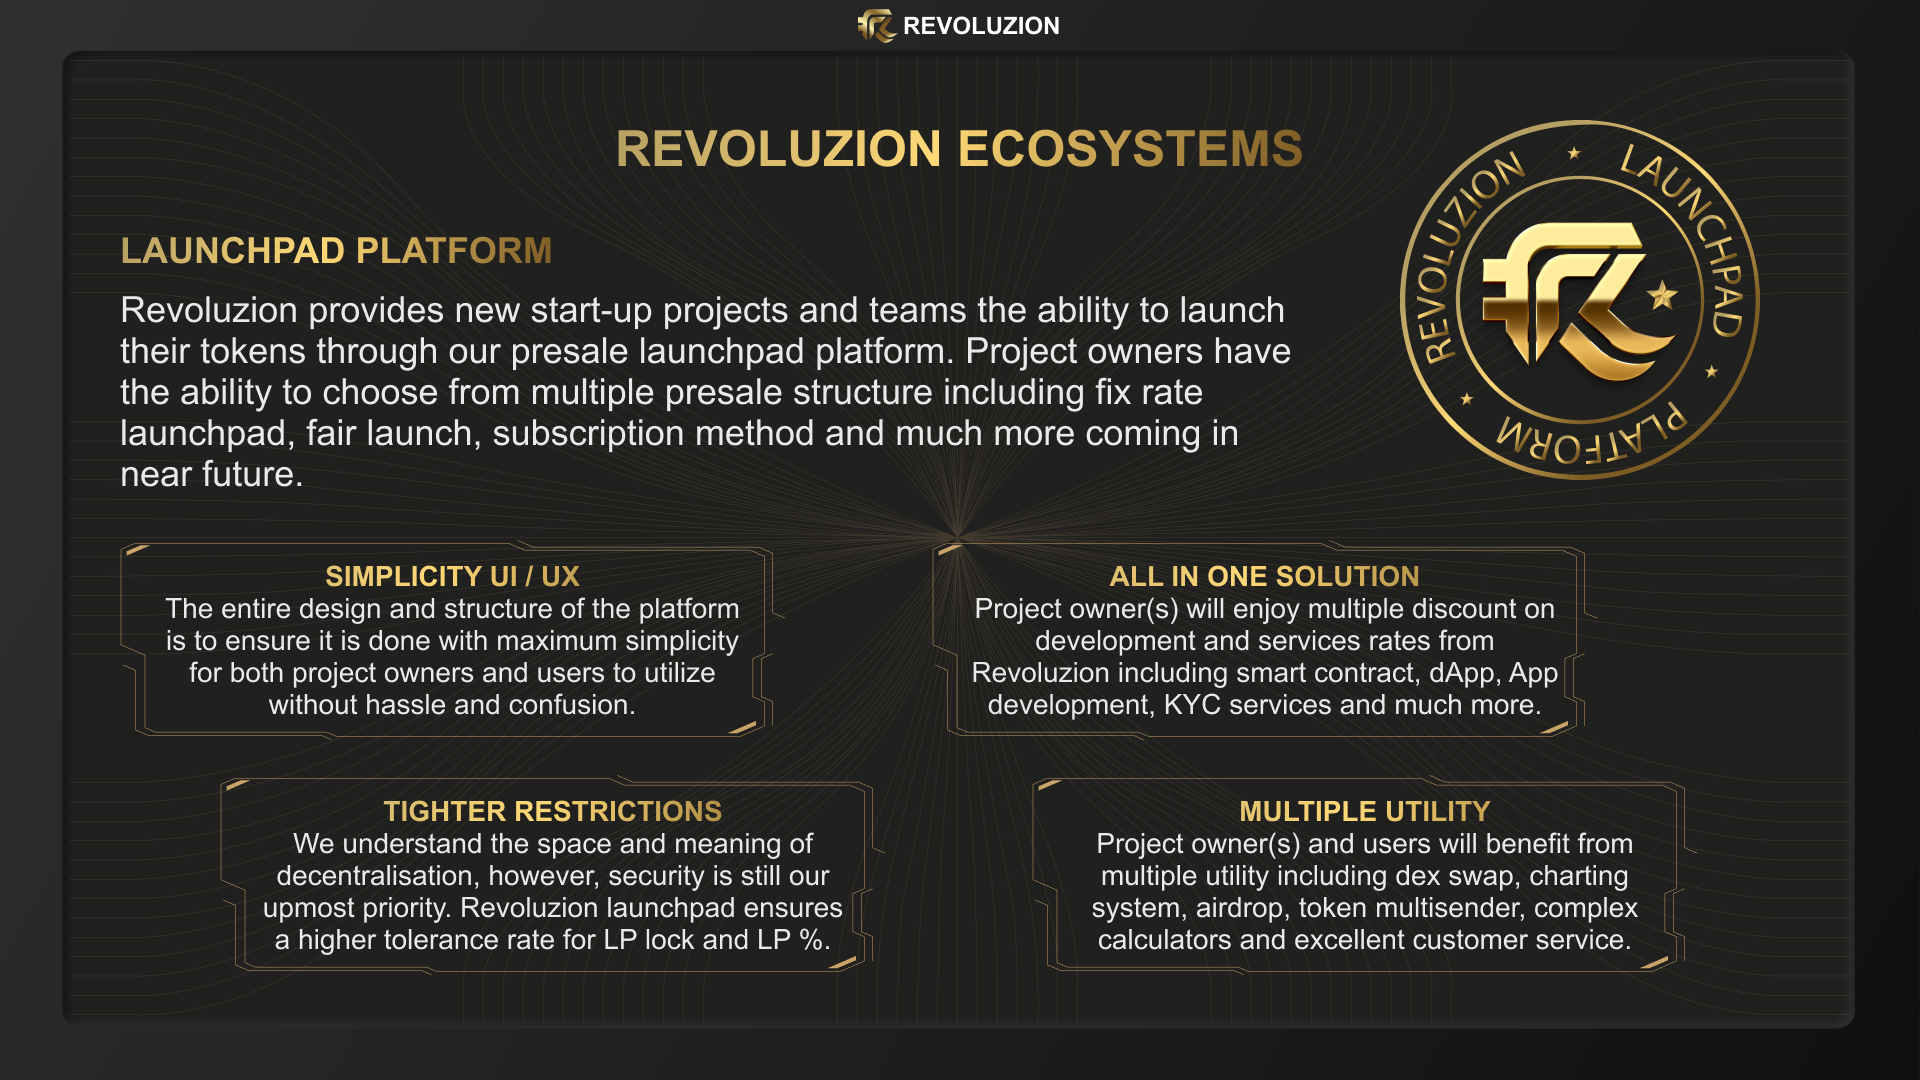 REVOLUZION
REVOLUZION ECOSYSTEMS
REVOLUZION LAUNCHPAD PLATFORM
LAUNCHPAD PLATFORM
Revoluzion provides new start-up projects and teams the ability to launch
their tokens through our presale launchpad platform. Project owners have
the ability to choose from multiple presale structure including fix rate
launchpad, fair launch, subscription method and much more coming in
near future.
SIMPLICITY UI / UX
The entire design and structure of the platform
is to ensure it is done with maximum simplicity
for both project owners and users to utilize
without hassle and confusion.
ALL IN ONE SOLUTION
Project owner(s) will enjoy multiple discount on
development and services rates from
Revoluzion including smart contract, dApp, App
development, KYC services and much more.
TIGHTER RESTRICTIONS
We understand the space and meaning of
decentralisation, however, security is still our
upmost priority. Revoluzion launchpad ensures
a higher tolerance rate for LP lock and LP %.
MULTIPLE UTILITY
Project owner(s) and users will benefit from
multiple utility including dex swap, charting
system, airdrop, token multisender, complex
calculators and excellent customer service.